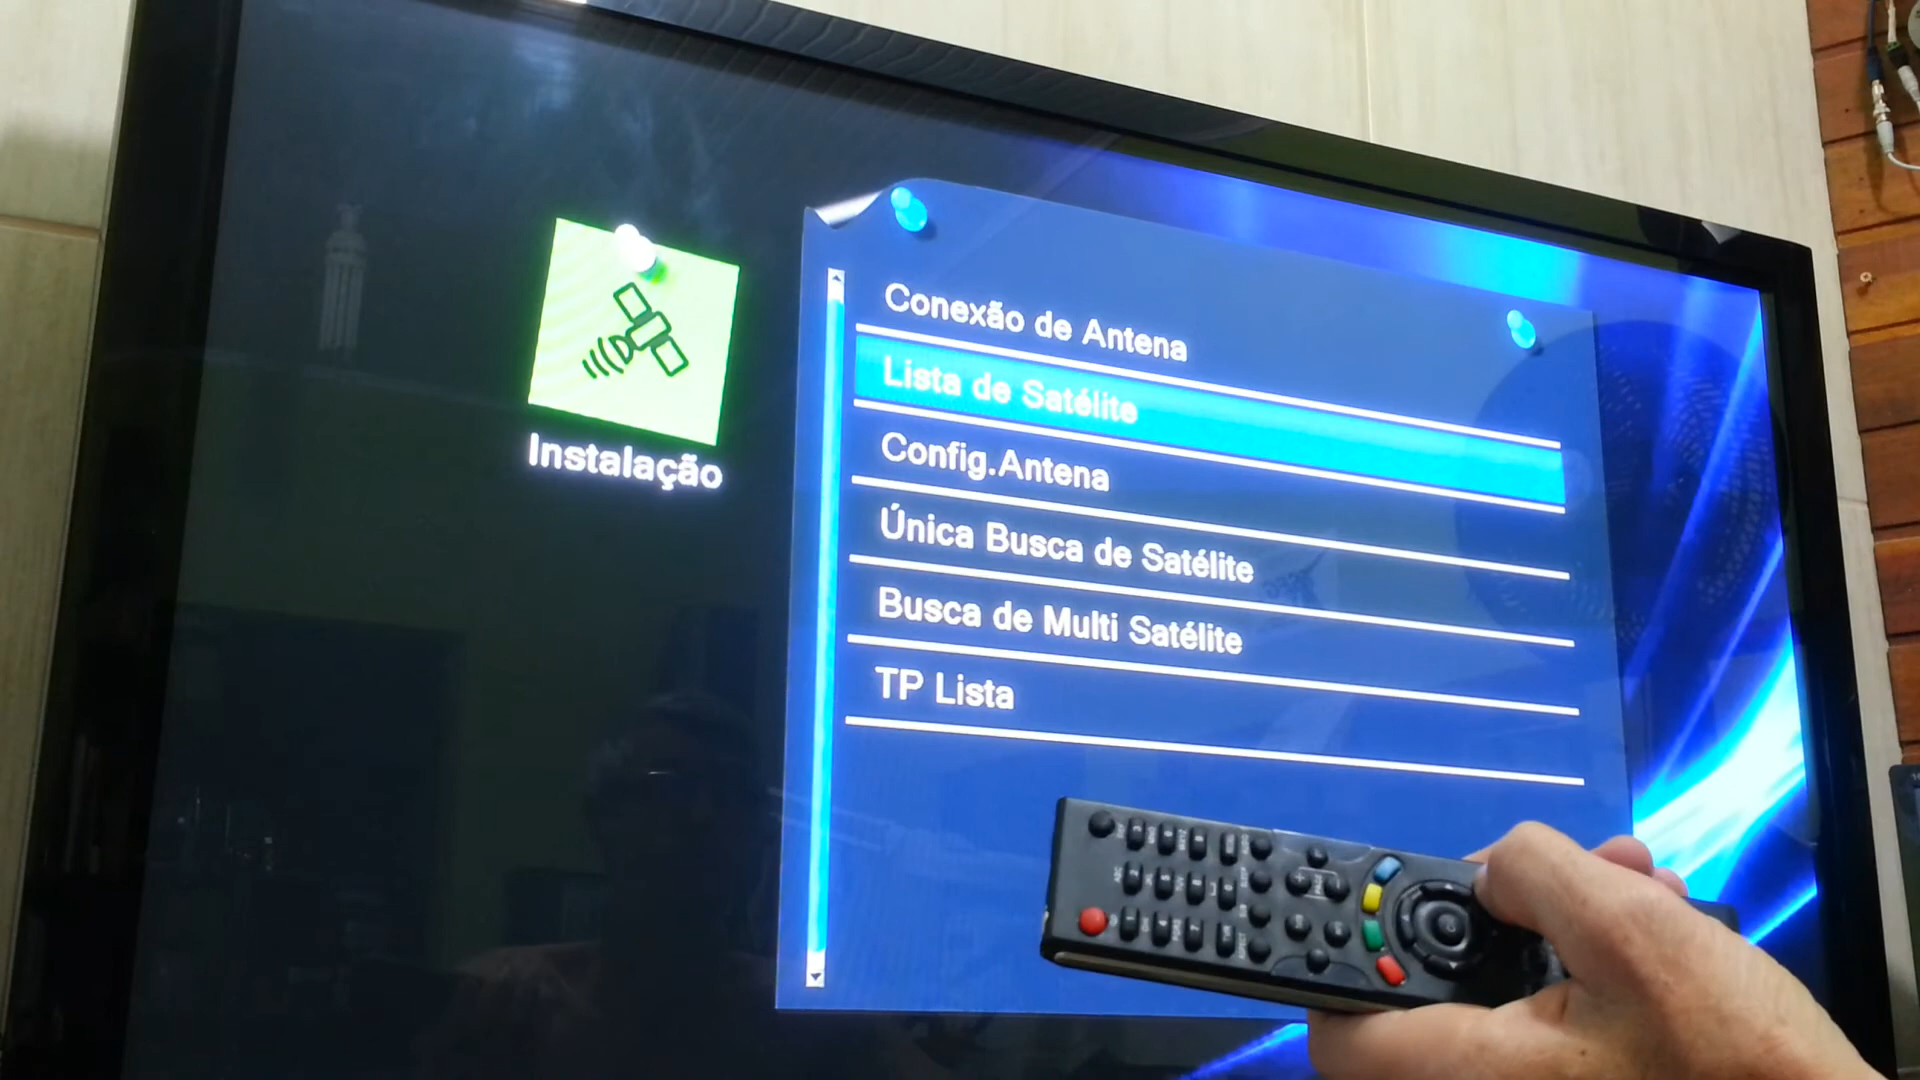 Instalação
Conexão de Antena
Lista de Satélite
Config.Antena
Única Busca de Satélite
Busca de Multi Satélite
TP Lista